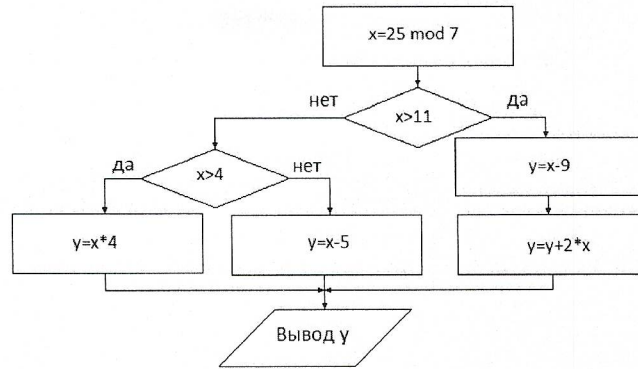 x=25 mod 7
нет
x>11
да
да
x>4
нет
y=x-9
y=x*4
y=x-5
y=y+2*x
Вывод y